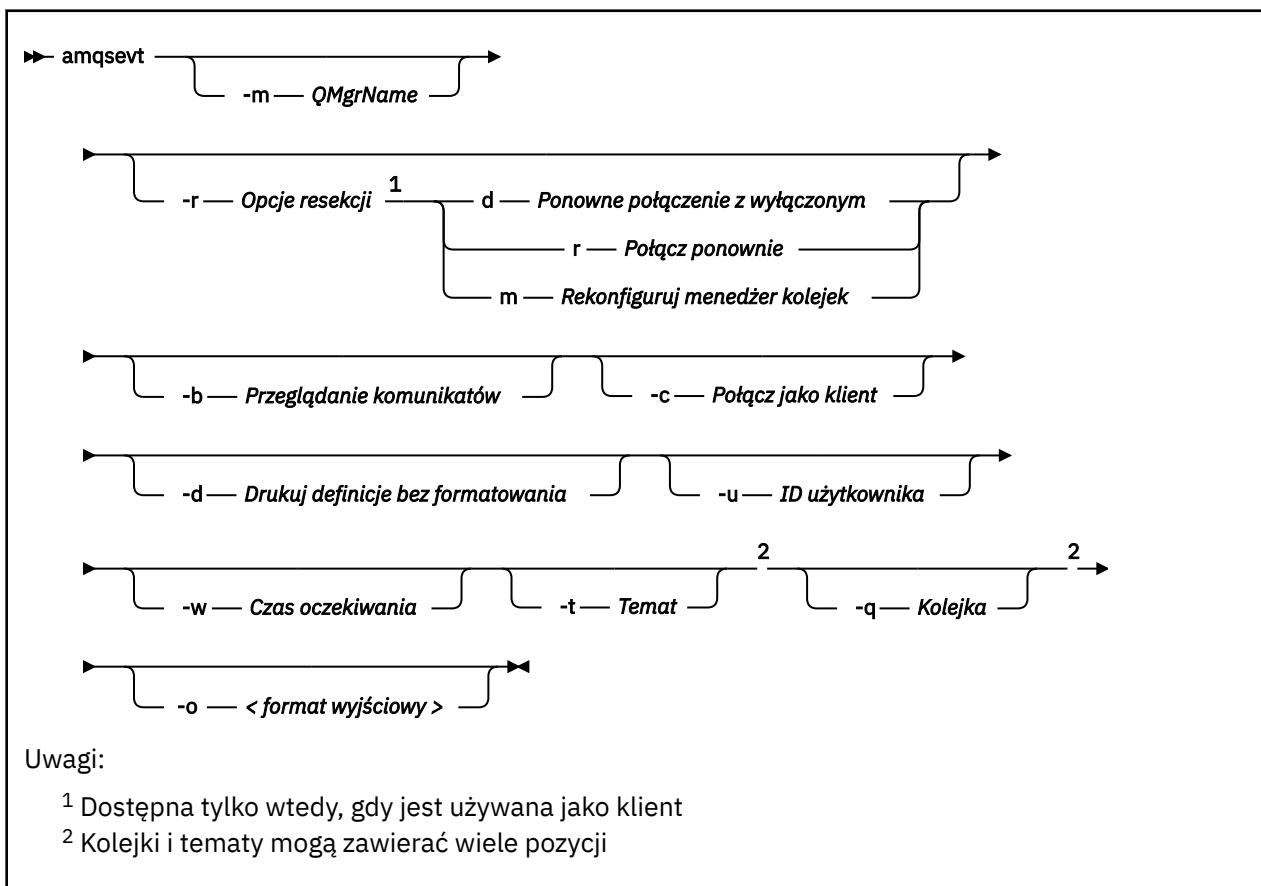 amqsevt
-m QMgrName
-r Opcje resekcji 1 d Ponowne połączenie z wyłączonym
r Połącz ponownie
m Rekonfiguruj menedżer kolejek
-b Przeglądanie komunikatów -c Połącz jako klient
-d Drukuj definicje bez formatowania -u ID użytkownika
-w Czas oczekiwania -t Temat 2 -q Kolejka 2
-o < format wyjściowy >
Uwagi:
1 Dostępna tylko wtedy, gdy jest używana jako klient
2 Kolejki i tematy mogą zawierać wiele pozycji